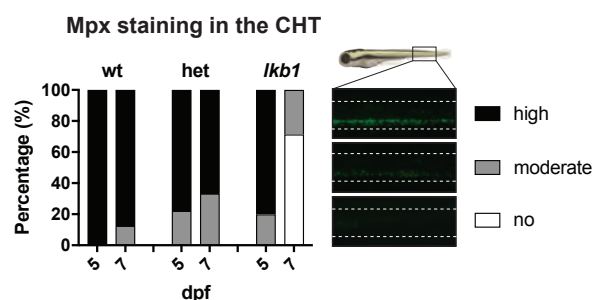 Mpx staining in the CHT
wt het lkb1
Percentage (%)
100
80
60
40
20
0
5 7 5 7 5 7
dpf
high
moderate
no